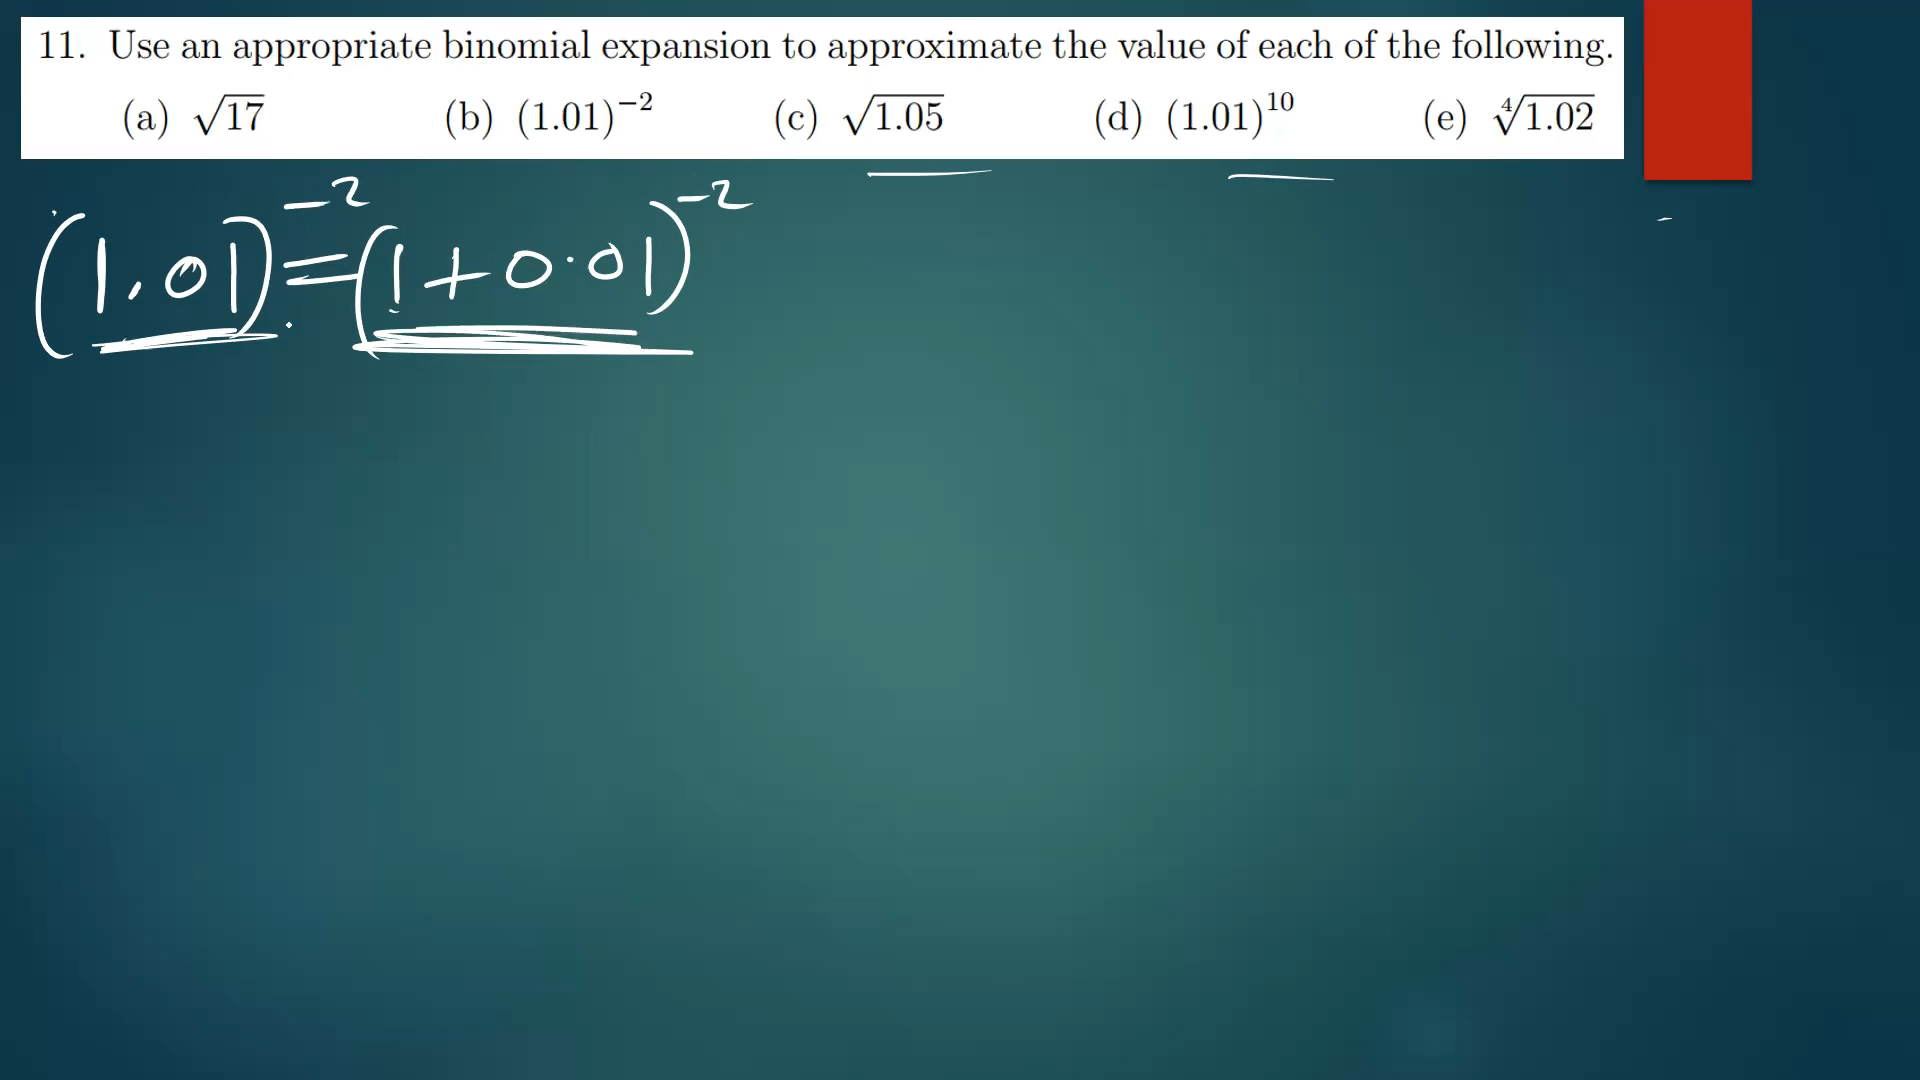 11. Use an appropriate binomial expansion to approximate the value of each of the following.
(a) √17 (b) (1.01)⁻² (c) √1.05 (d) (1.01)¹⁰ (e) ∜1.02
(1.01)⁻² = (1+0.01)⁻²